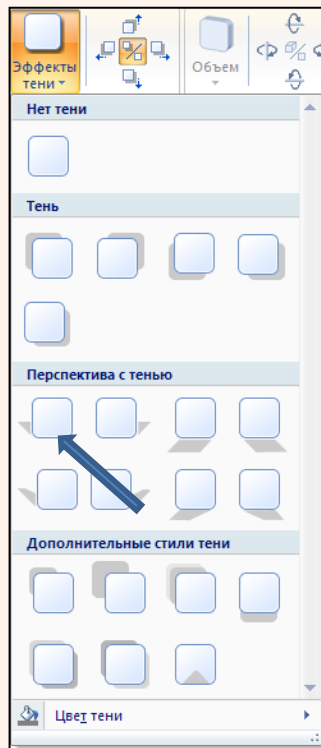 Эффекты
тени
Объем
Нет тени
Тень
Перспектива с тенью
Дополнительные стили тени
Цвет тени